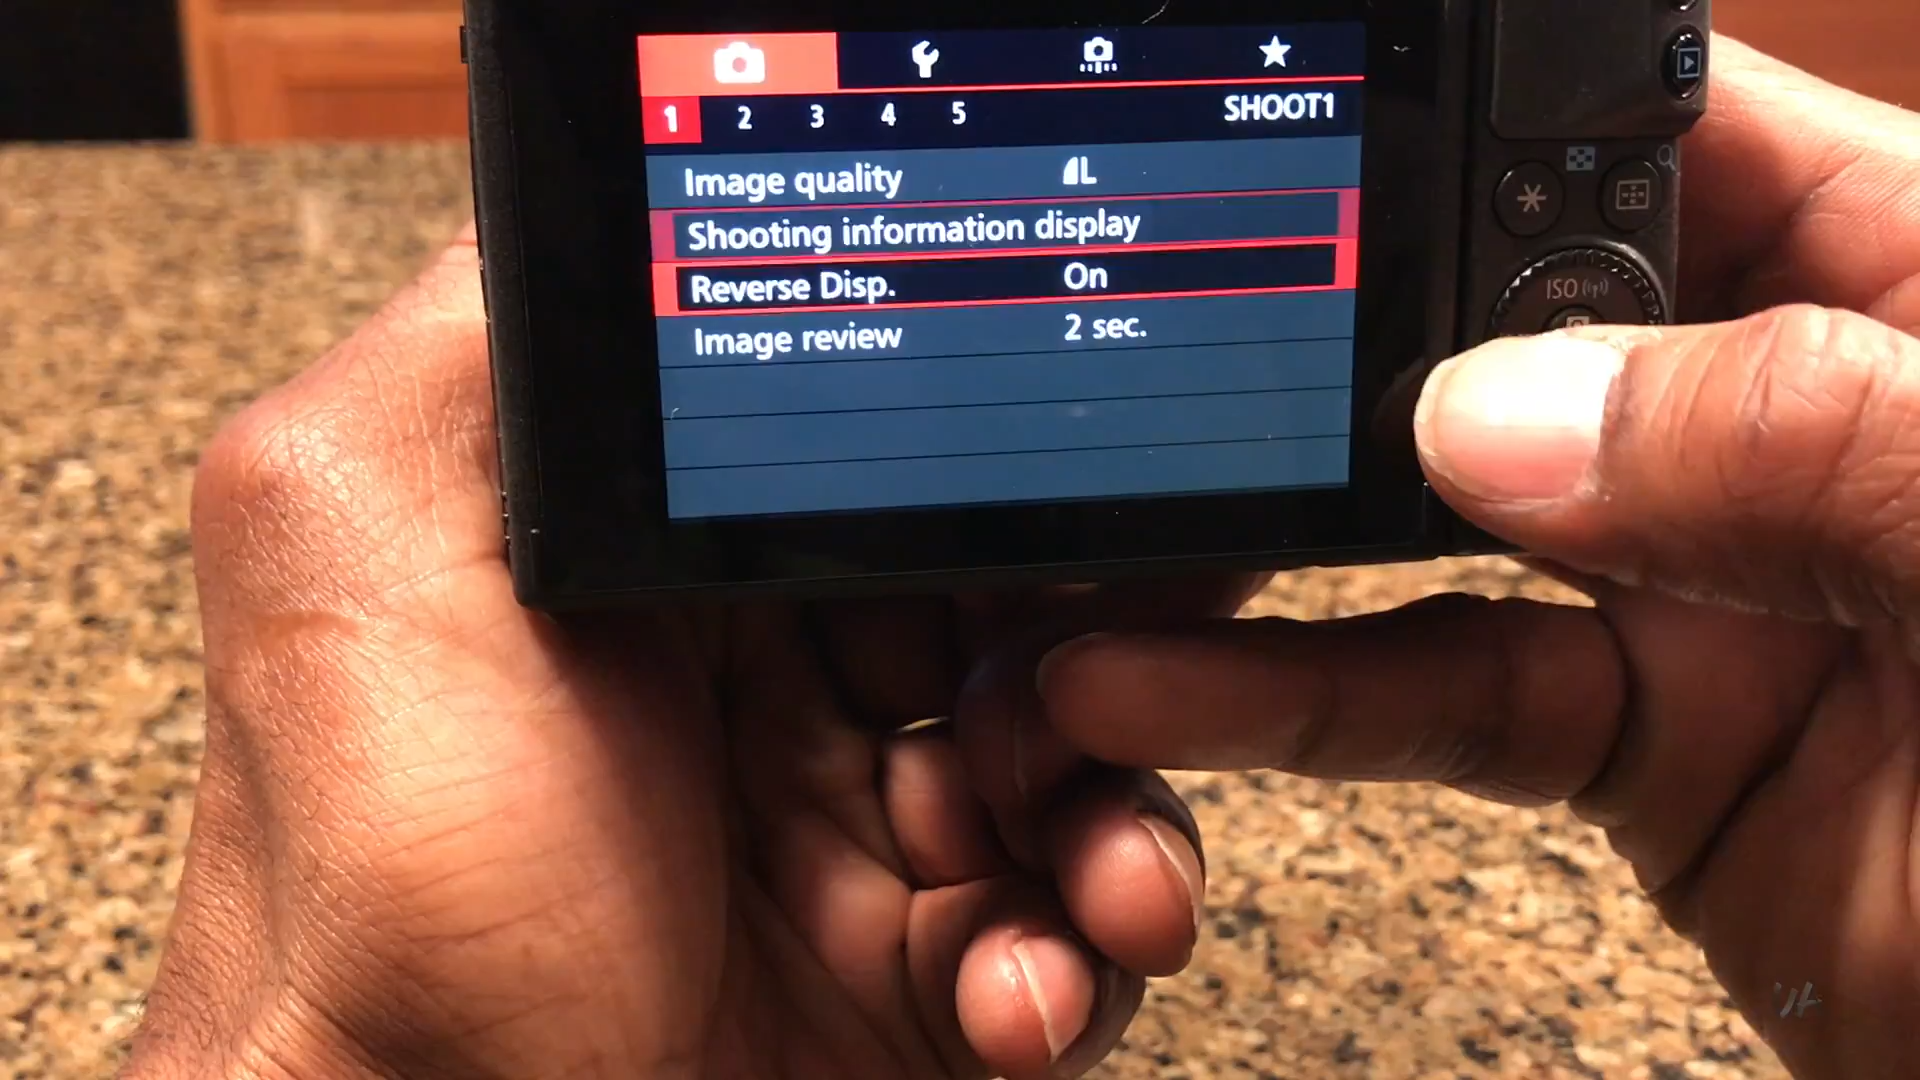 1 2 3 4 5 SHOOT1
Image quality L
Shooting information display
Reverse Disp. On
Image review 2 sec.
ISO